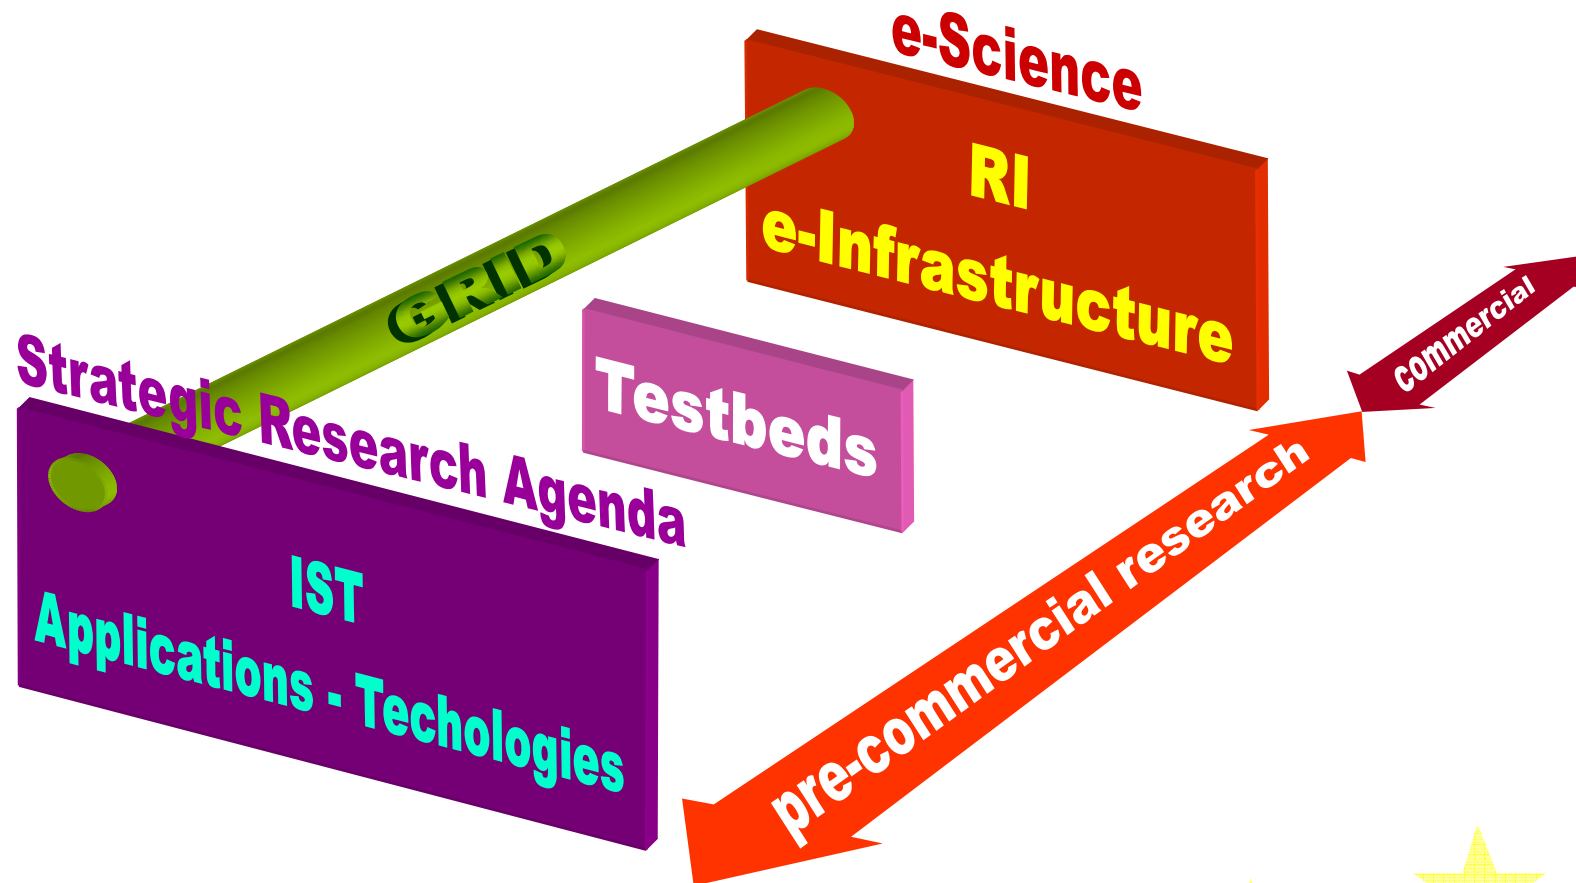 e-Science
RI
e-Infrastructure
GRID
commercial
Testbeds
Strategic Research Agenda
pre-commercial research
IST
Applications - Techologies